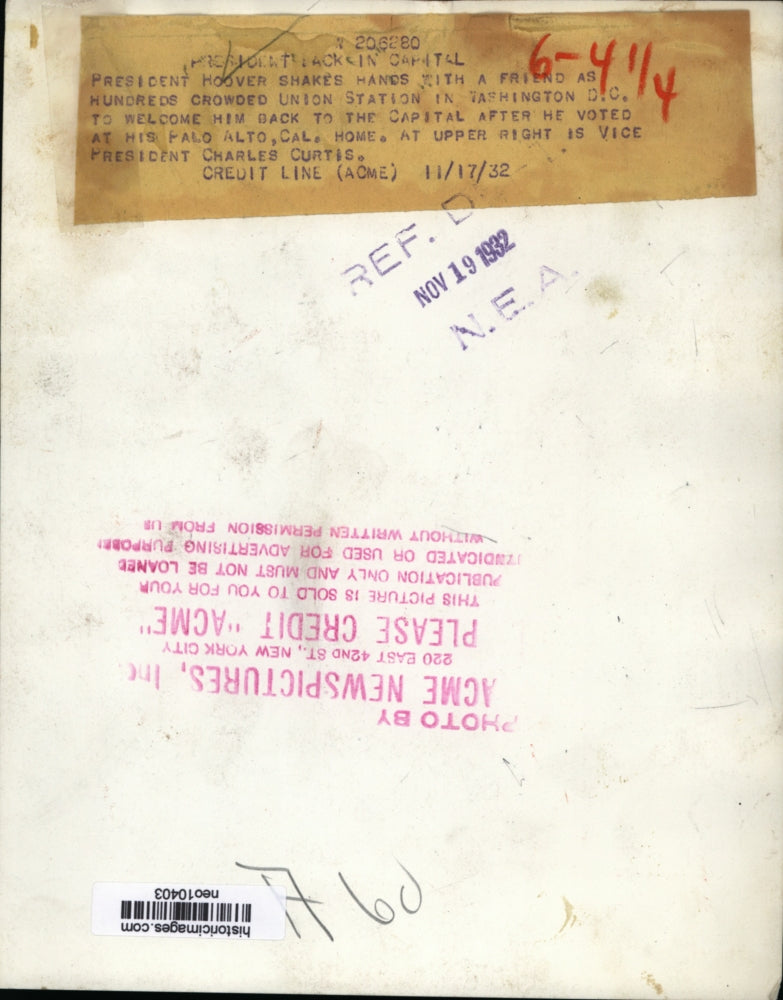 206280
PRESIDENT BACK IN CAPITAL
PRESIDENT HOOVER SHAKES HANDS WITH A FRIEND AS
HUNDREDS CROWDED UNION STATION IN WASHINGTON D.C.
TO WELCOME HIM BACK TO THE CAPITAL AFTER HE VOTED
AT HIS PALO ALTO, CAL. HOME. AT UPPER RIGHT IS VICE
PRESIDENT CHARLES CURTIS.
CREDIT LINE (ACME) 11/17/32
6-4 1/4
REF. D
NOV 19 1932
N.E.A.
PHOTO BY
ACME NEWSPICTURES, Inc
220 EAST 42ND ST., NEW YORK CITY
PLEASE CREDIT "ACME"
THIS PICTURE IS SOLD TO YOU FOR YOUR
PUBLICATION ONLY AND MUST NOT BE LOANED
SYNDICATED OR USED FOR ADVERTISING PURPOSES
WITHOUT WRITTEN PERMISSION FROM US
historicimages.com
neo10403